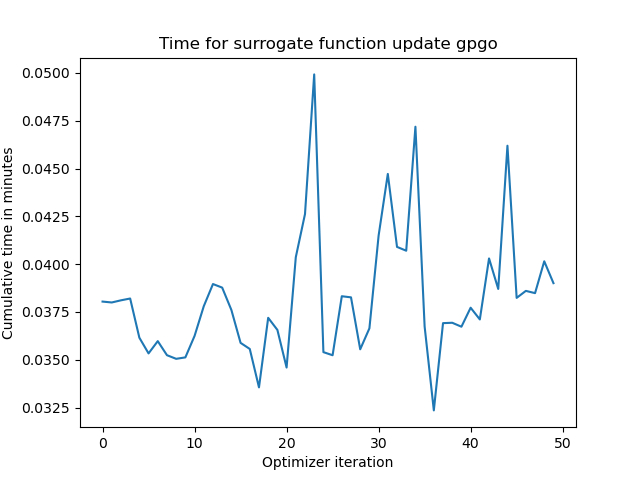 Time for surrogate function update gpgo
0.0500
0.0475
0.0450
0.0425
0.0400
0.0375
0.0350
0.0325
Cumulative time in minutes
0 10 20 30 40 50
Optimizer iteration